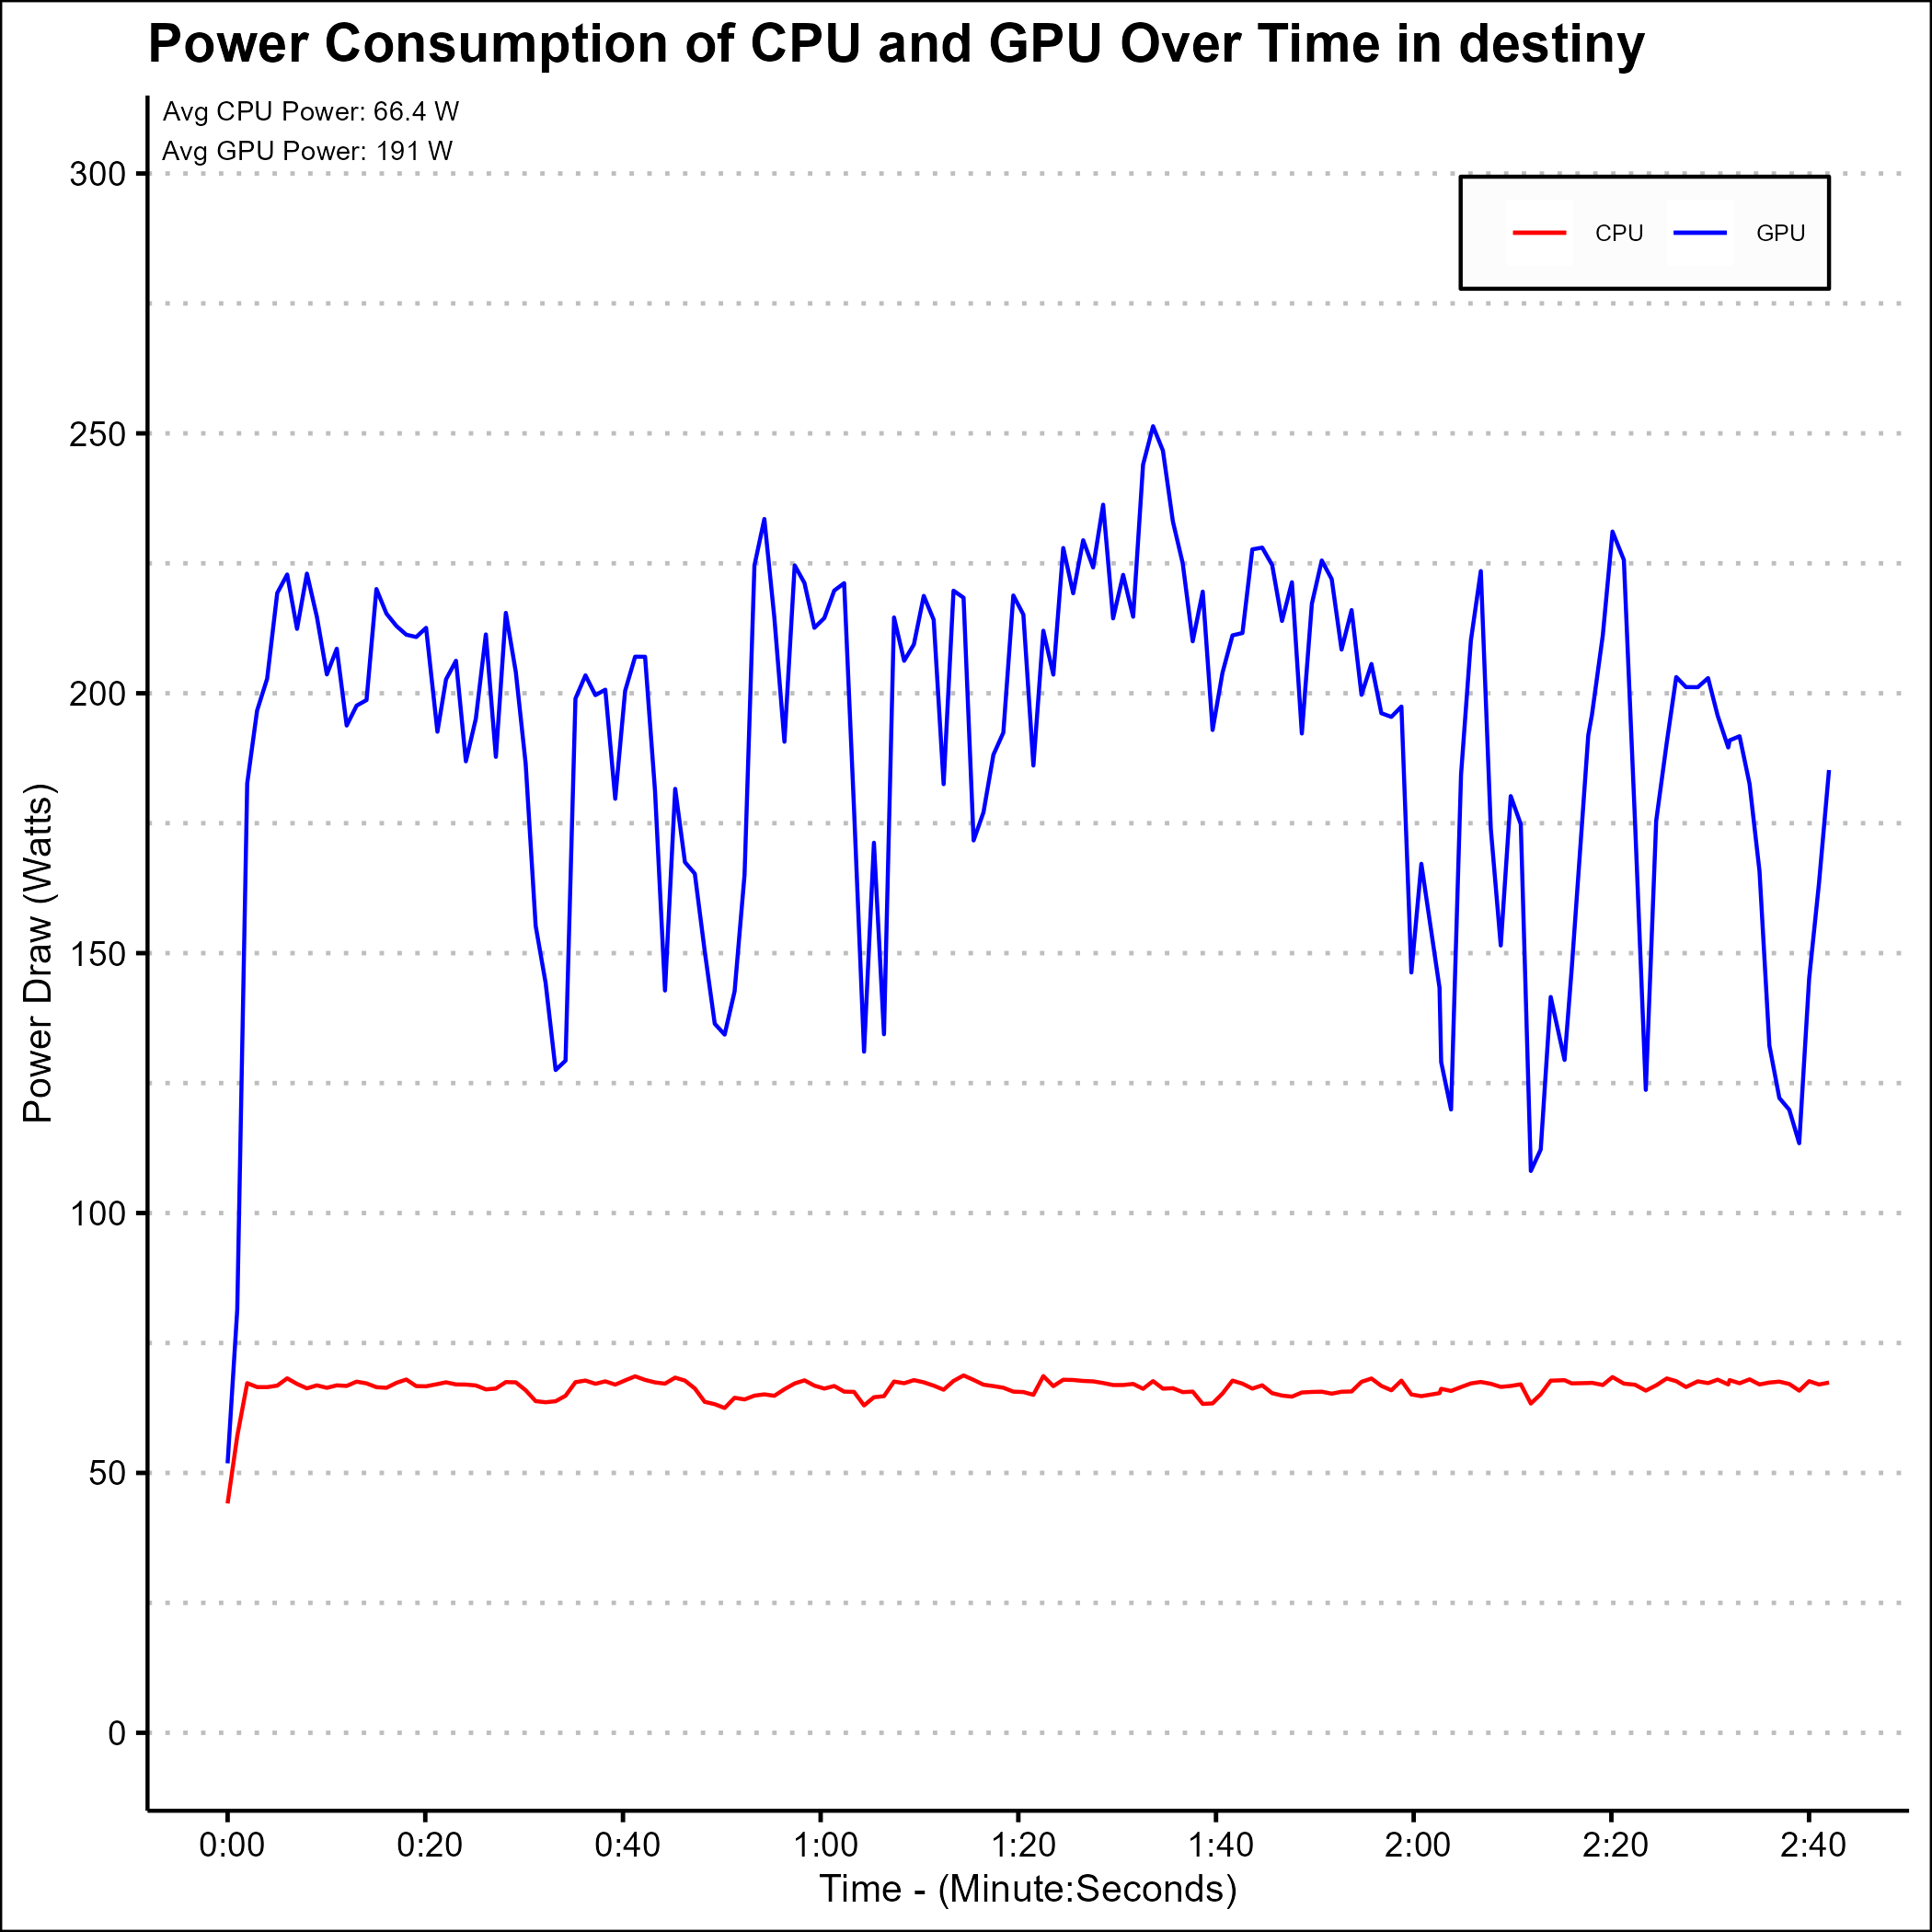 Power Consumption of CPU and GPU Over Time in destiny
Avg CPU Power: 66.4 W
Avg GPU Power: 191 W
CPU GPU
300
250
200
150
100
50
0
Power Draw (Watts)
0:00 0:20 0:40 1:00 1:20 1:40 2:00 2:20 2:40
Time - (Minute:Seconds)